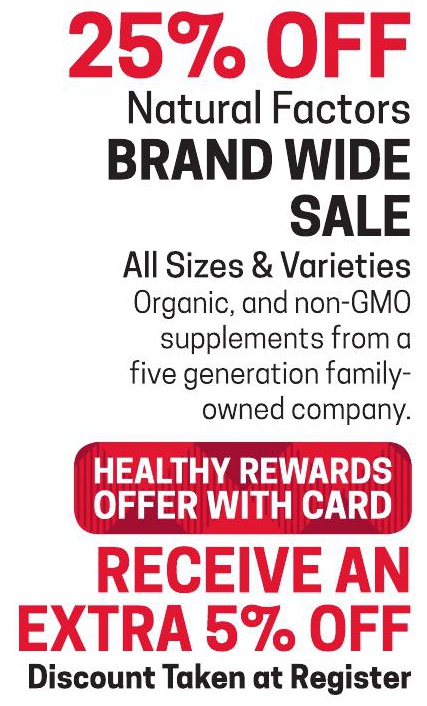 25% OFF
Natural Factors
BRAND WIDE
SALE
All Sizes & Varieties
Organic, and non-GMO
supplements from a
five generation family-
owned company.
HEALTHY REWARDS
OFFER WITH CARD
RECEIVE AN
EXTRA 5% OFF
Discount Taken at Register